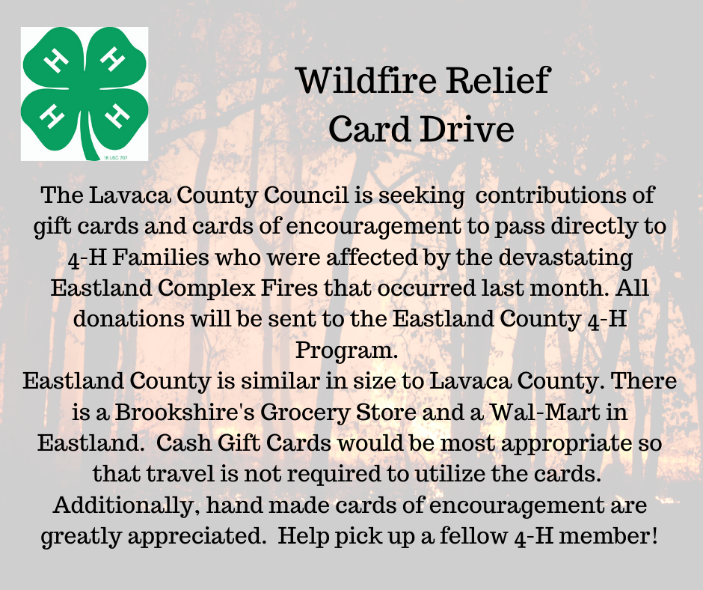 H H
H H
18 USC 707
Wildfire Relief
Card Drive
The Lavaca County Council is seeking contributions of
gift cards and cards of encouragement to pass directly to
4-H Families who were affected by the devastating
Eastland Complex Fires that occurred last month. All
donations will be sent to the Eastland County 4-H
Program.
Eastland County is similar in size to Lavaca County. There
is a Brookshire's Grocery Store and a Wal-Mart in
Eastland. Cash Gift Cards would be most appropriate so
that travel is not required to utilize the cards.
Additionally, hand made cards of encouragement are
greatly appreciated. Help pick up a fellow 4-H member!